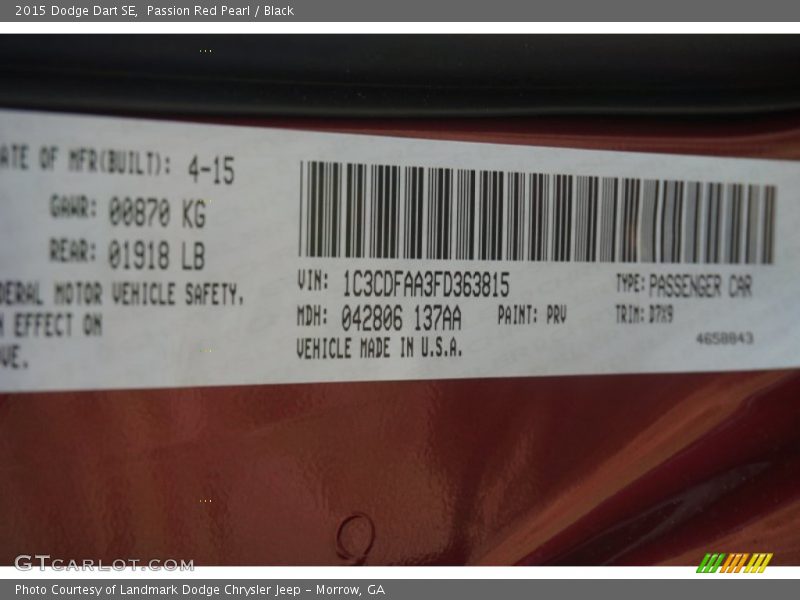 2015 Dodge Dart SE, Passion Red Pearl / Black
ATE OF MFR(BUILT): 4-15
GAWR: 00870 KG
REAR: 01918 LB
DERAL MOTOR VEHICLE SAFETY,
N EFFECT ON
VE.
VIN: 1C3CDFAA3FD363815
TYPE: PASSENGER CAR
MDH: 042806 137AA
PAINT: PRV
TRIM: D7X9
VEHICLE MADE IN U.S.A.
4658843
GTCARLOT.COM
Photo Courtesy of Landmark Dodge Chrysler Jeep - Morrow, GA